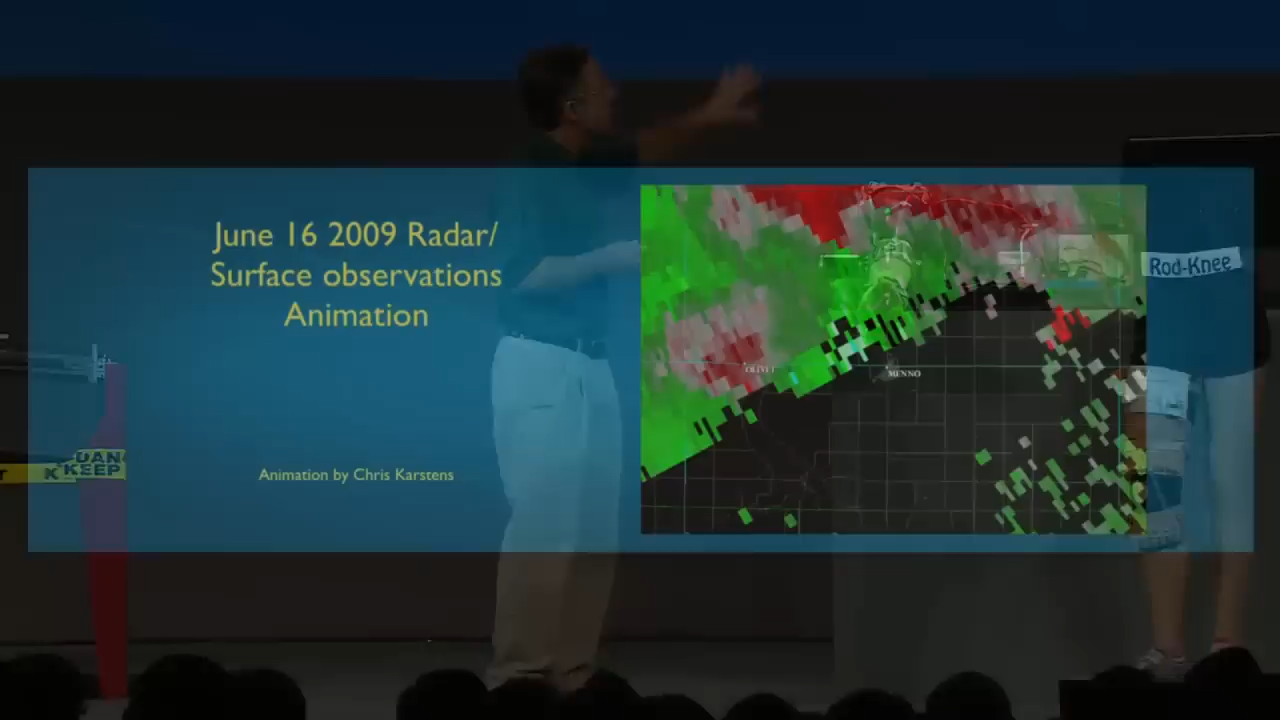 June 16 2009 Radar/
Surface observations
Animation
Animation by Chris Karstens
OLIVET
MENNO
Rod-Knee
KEEP